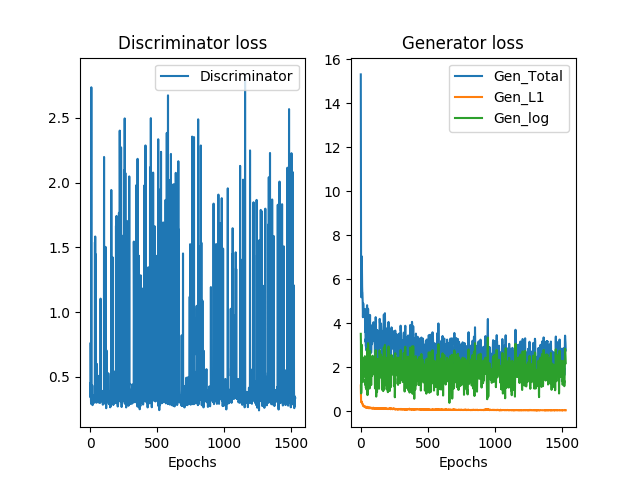 Discriminator loss
Discriminator
2.5
2.0
1.5
1.0
0.5
0
500
1000
1500
Epochs
Generator loss
Gen_Total
Gen_L1
Gen_log
16
14
12
10
8
6
4
2
0
0
500
1000
1500
Epochs